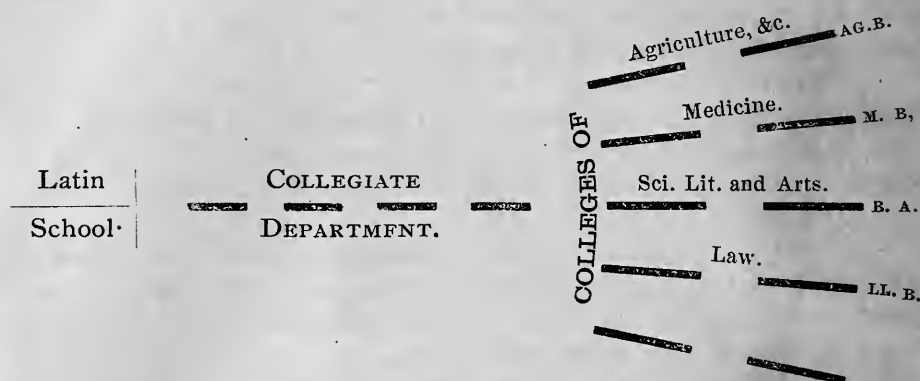 Latin
School·
COLLEGIATE
DEPARTMFNT.
COLLEGES OF
Agriculture, &c. AG.B.
Medicine. M. B,
Sci. Lit. and Arts. B. A.
Law. LL. B.